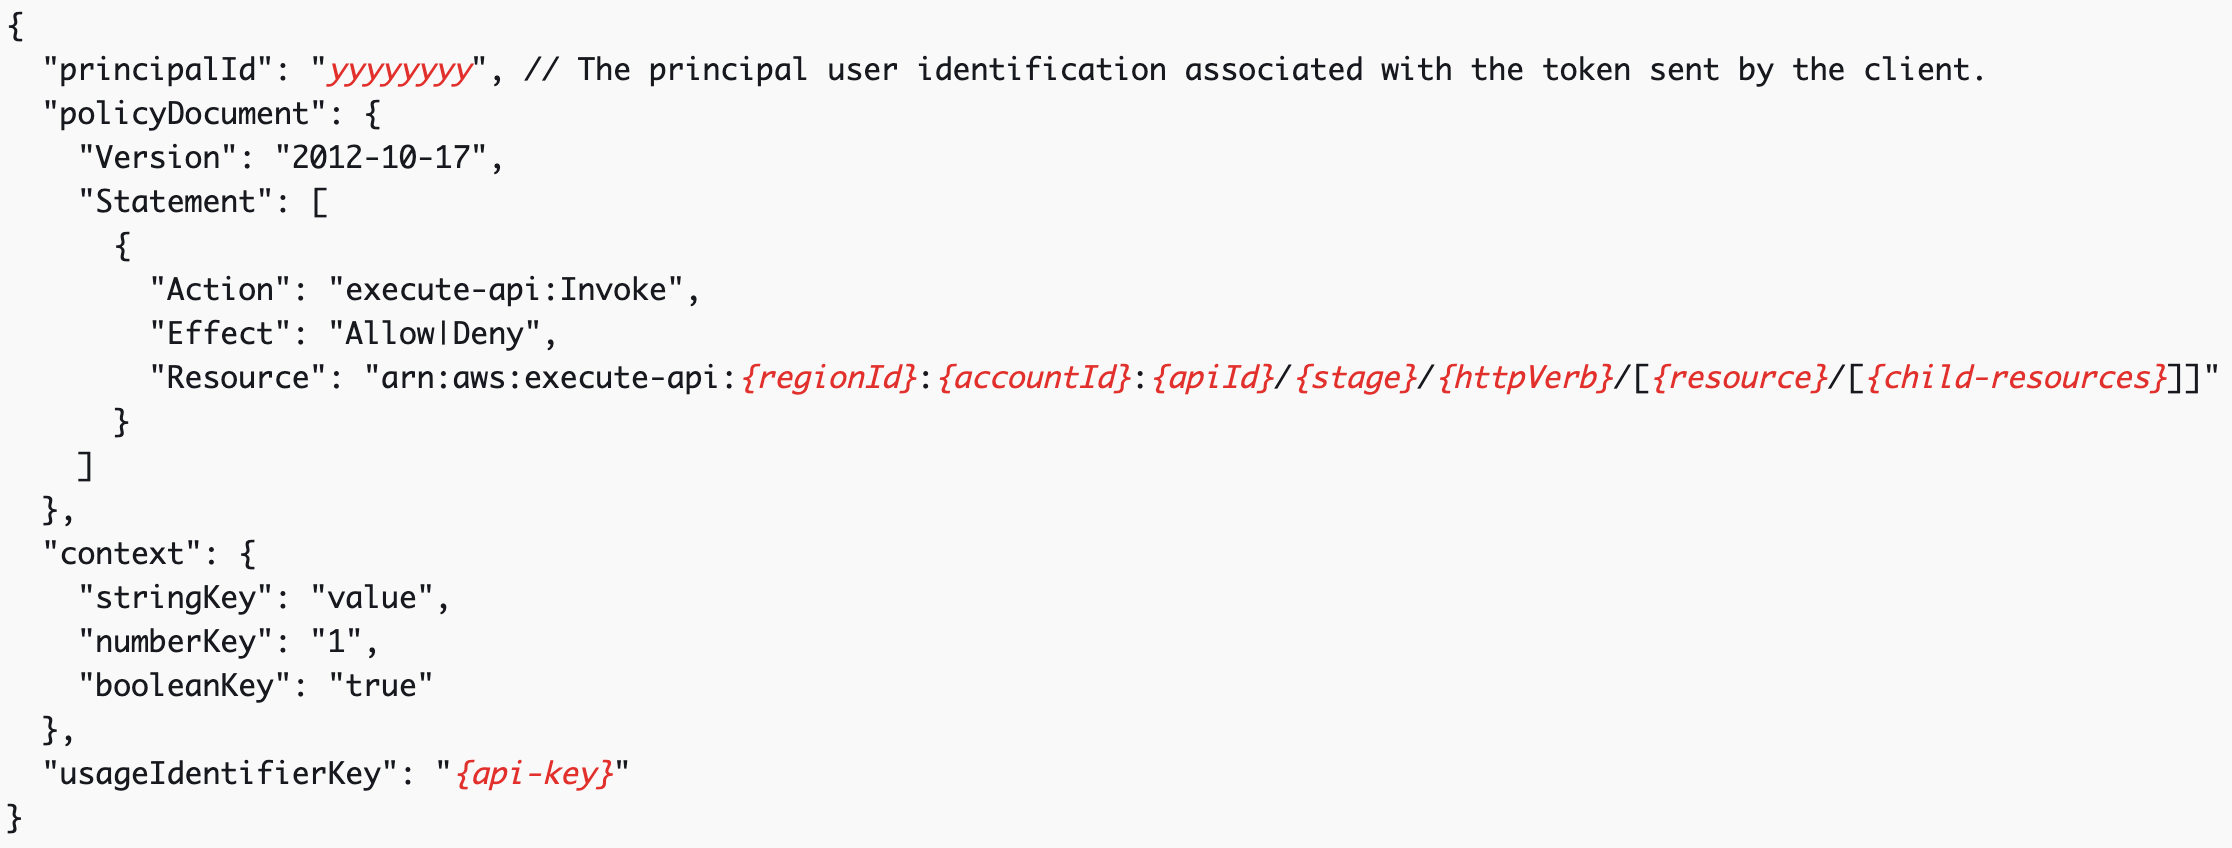 {
  "principalId": "yyyyyyyy", // The principal user identification associated with the token sent by the client.
  "policyDocument": {
    "Version": "2012-10-17",
    "Statement": [
      {
        "Action": "execute-api:Invoke",
        "Effect": "Allow|Deny",
        "Resource": "arn:aws:execute-api:{regionId}:{accountId}:{apiId}/{stage}/{httpVerb}/[{resource}/[{child-resources}]]"
      }
    ]
  },
  "context": {
    "stringKey": "value",
    "numberKey": "1",
    "booleanKey": "true"
  },
  "usageIdentifierKey": "{api-key}"
}